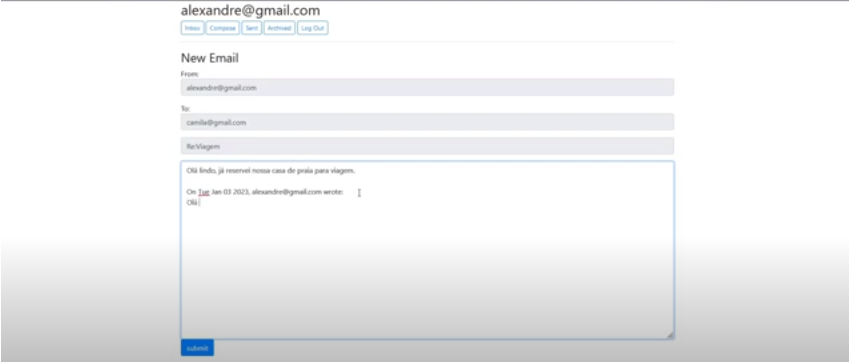 alexandre@gmail.com
Inbox Compose Sent Archived Log Out
New Email
From:
alexandre@gmail.com
To:
camila@gmail.com
Re:Viagem
Olá lindo, já reservei nossa casa de praia para viagem.
On Tue Jan 03 2023, alexandre@gmail.com wrote:
Olá
submit